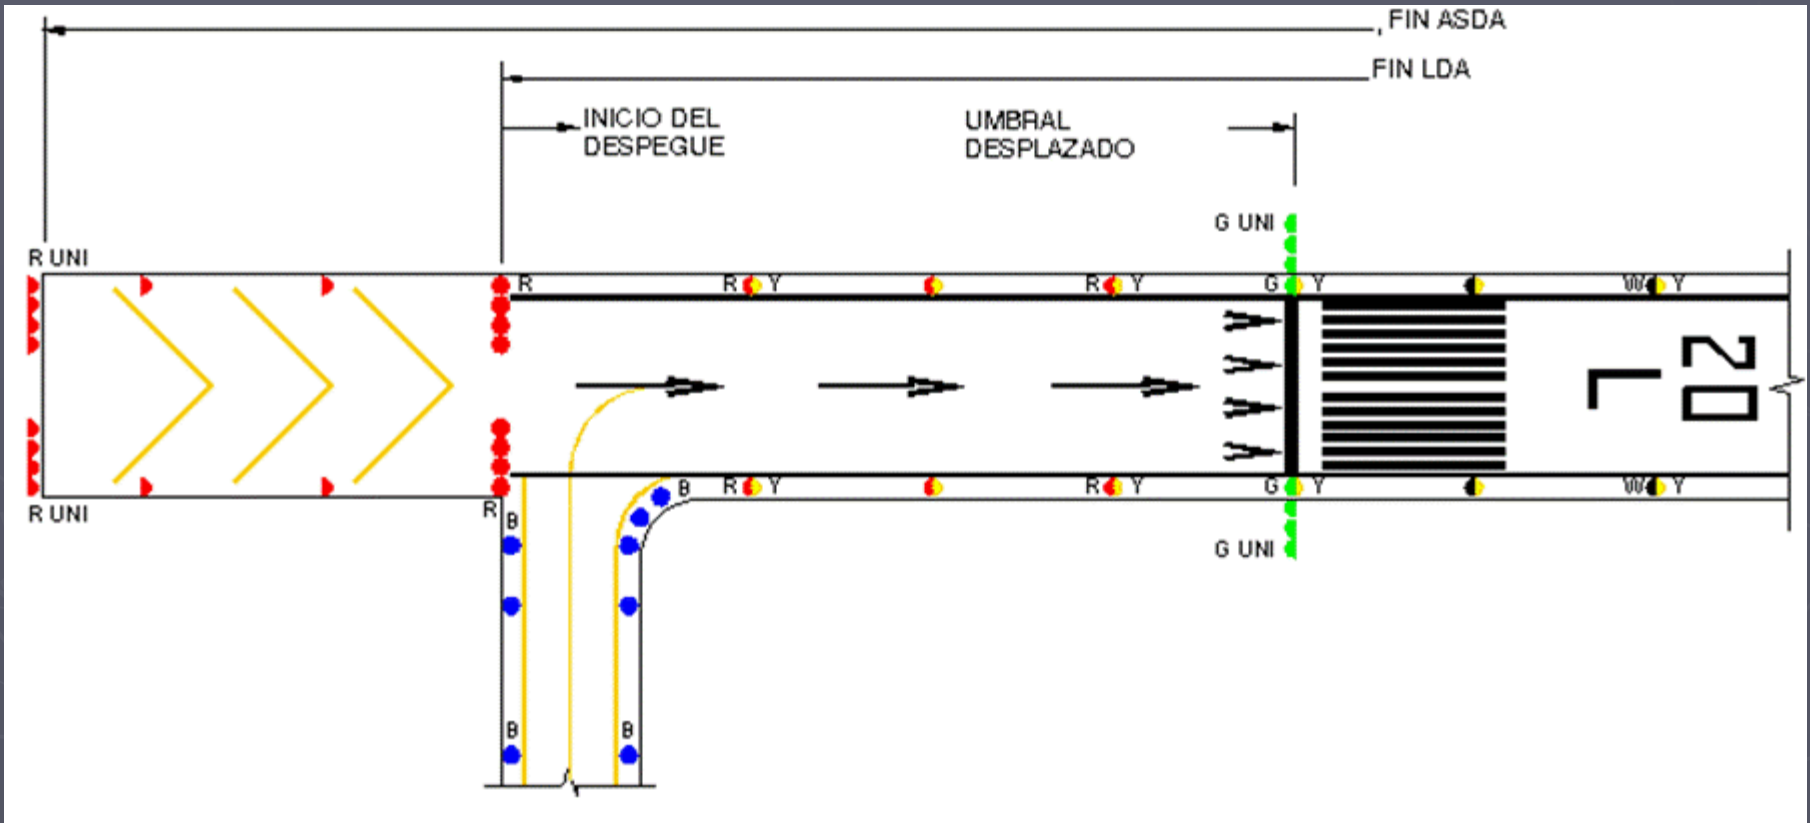 FIN ASDA
FIN LDA
INICIO DEL
DESPEGUE
UMBRAL
DESPLAZADO
G UNI
R UNI
R
R Y
R Y
G Y
W Y
20
L
R UNI
R
B
B
R Y
R Y
G Y
W Y
G UNI
B
B